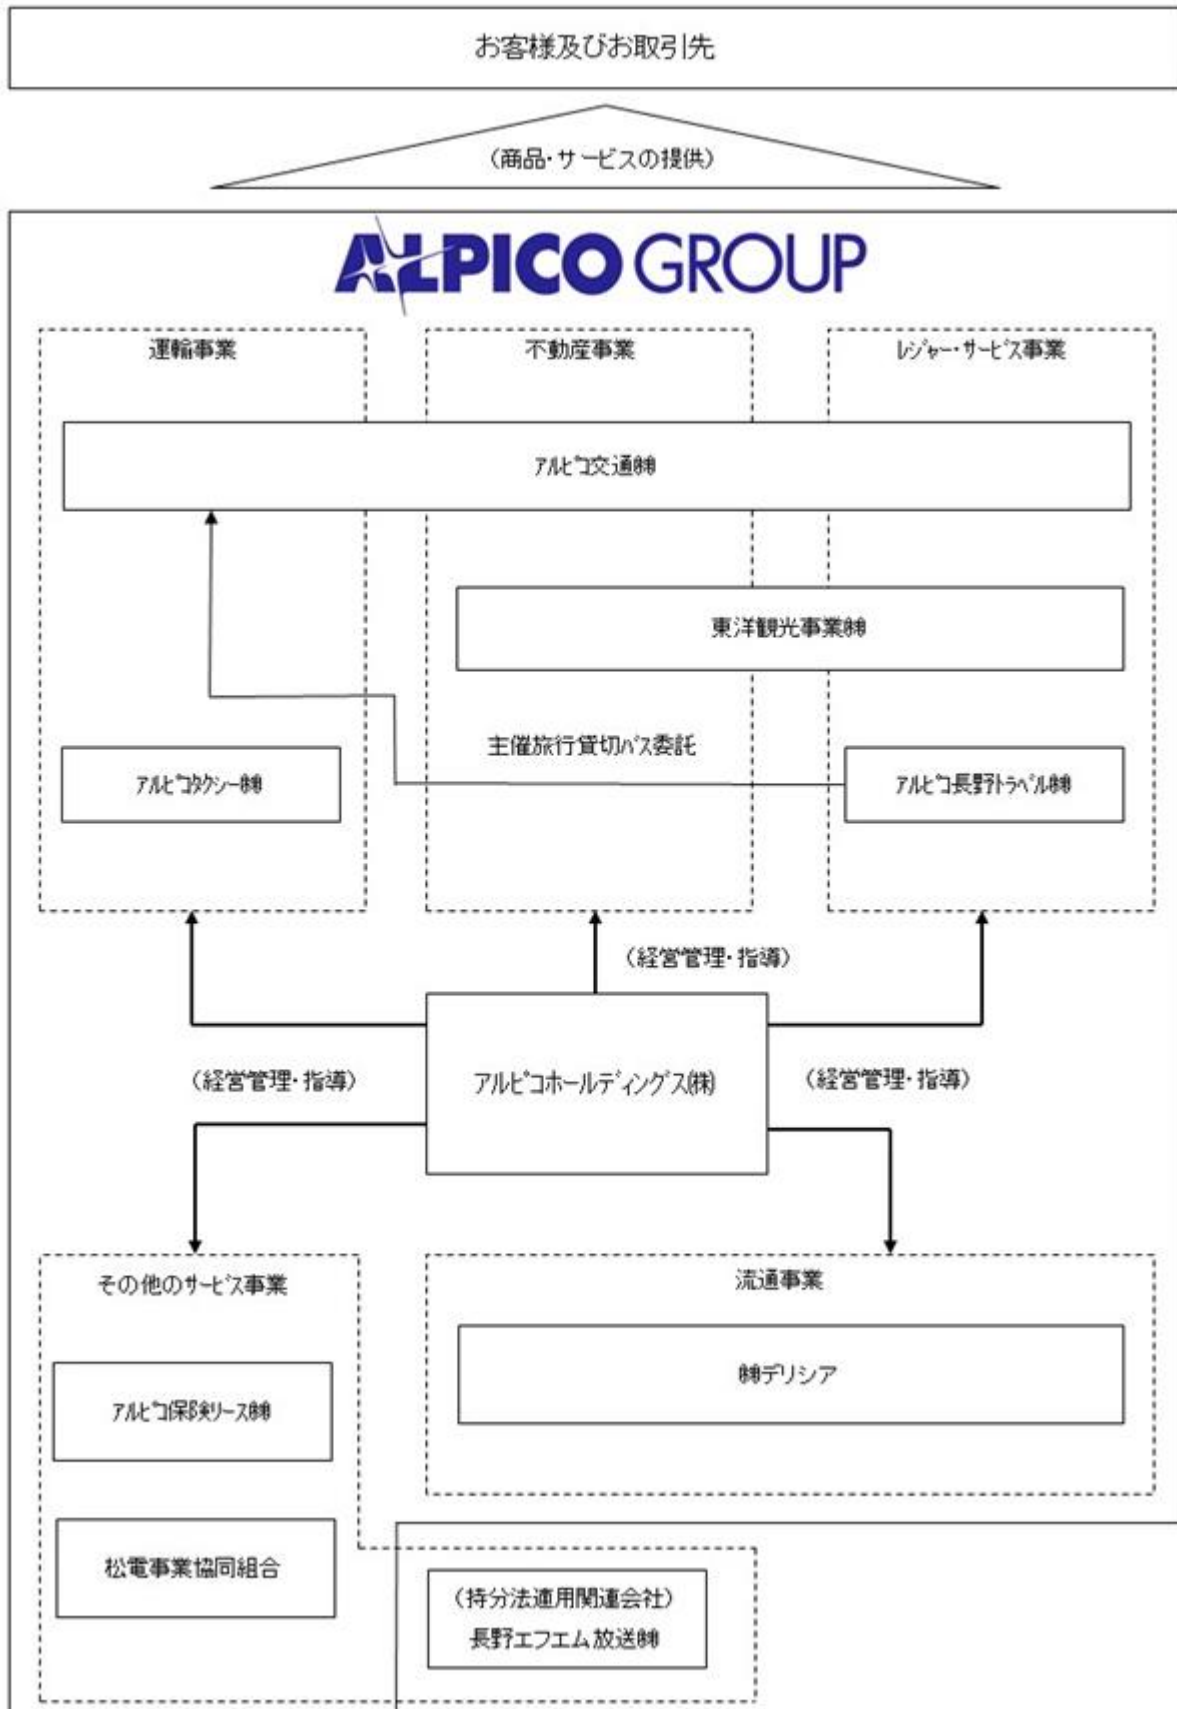 お客様及びお取引先
（商品・サービスの提供）
ALPICO GROUP
運輸事業
不動産事業
ﾚｼﾞｬｰ・ｻｰﾋﾞｽ事業
ｱﾙﾋﾟｺ交通㈱
東洋観光事業㈱
主催旅行貸切ﾊﾞｽ委託
ｱﾙﾋﾟｺﾀｸｼｰ㈱
ｱﾙﾋﾟｺ長野ﾄﾗﾍﾞﾙ㈱
（経営管理・指導）
アルピコホールディングス㈱
（経営管理・指導）
（経営管理・指導）
その他のｻｰﾋﾞｽ事業
流通事業
ｱﾙﾋﾟｺ保険ﾘｰｽ㈱
㈱デリシア
松電事業協同組合
（持分法適用関連会社）
長野エフエム放送㈱